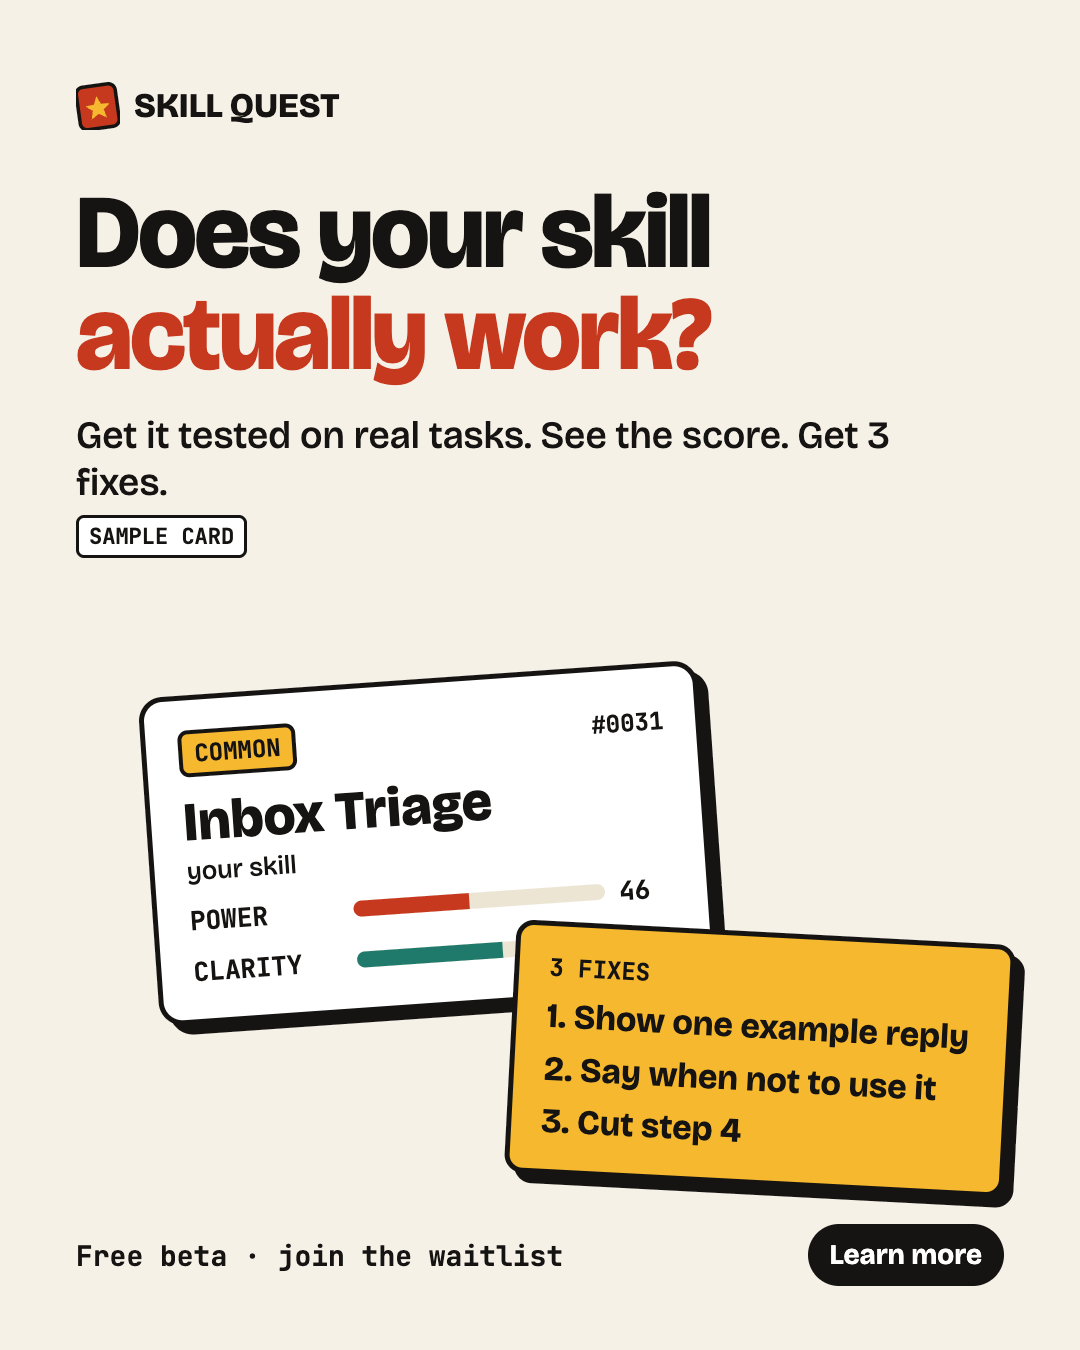 SKILL QUEST
Does your skill
actually work?
Get it tested on real tasks. See the score. Get 3
fixes.
SAMPLE CARD
COMMON
#0031
Inbox Triage
your skill
POWER
46
CLARITY
3 FIXES
1. Show one example reply
2. Say when not to use it
3. Cut step 4
Free beta · join the waitlist
Learn more